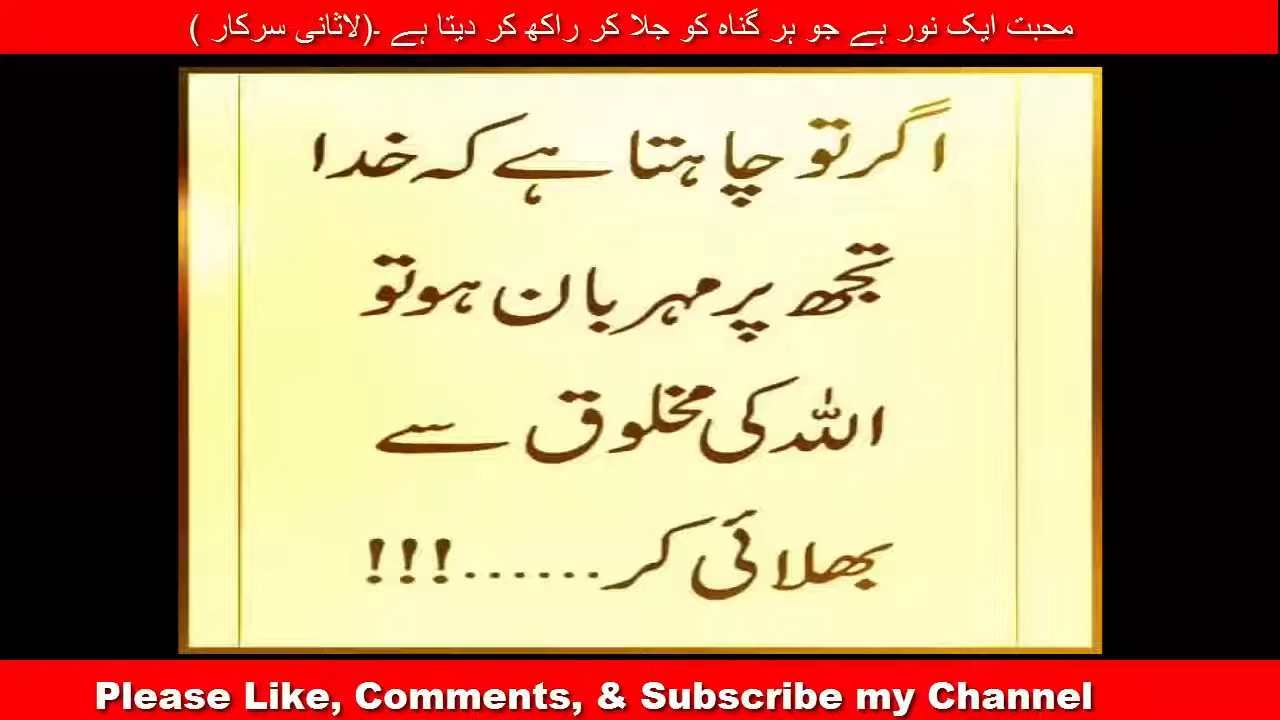 محبت ایک نور ہے جو ہر گناہ کو جلا کر راکھ کر دیتا ہے ۔(لاثانی سرکار )
اگر تو چاہتا ہے کہ خدا
تجھ پر مہربان ہو تو
اللہ کی مخلوق سے
بھلائی کر......!!!
Please Like, Comments, & Subscribe my Channel